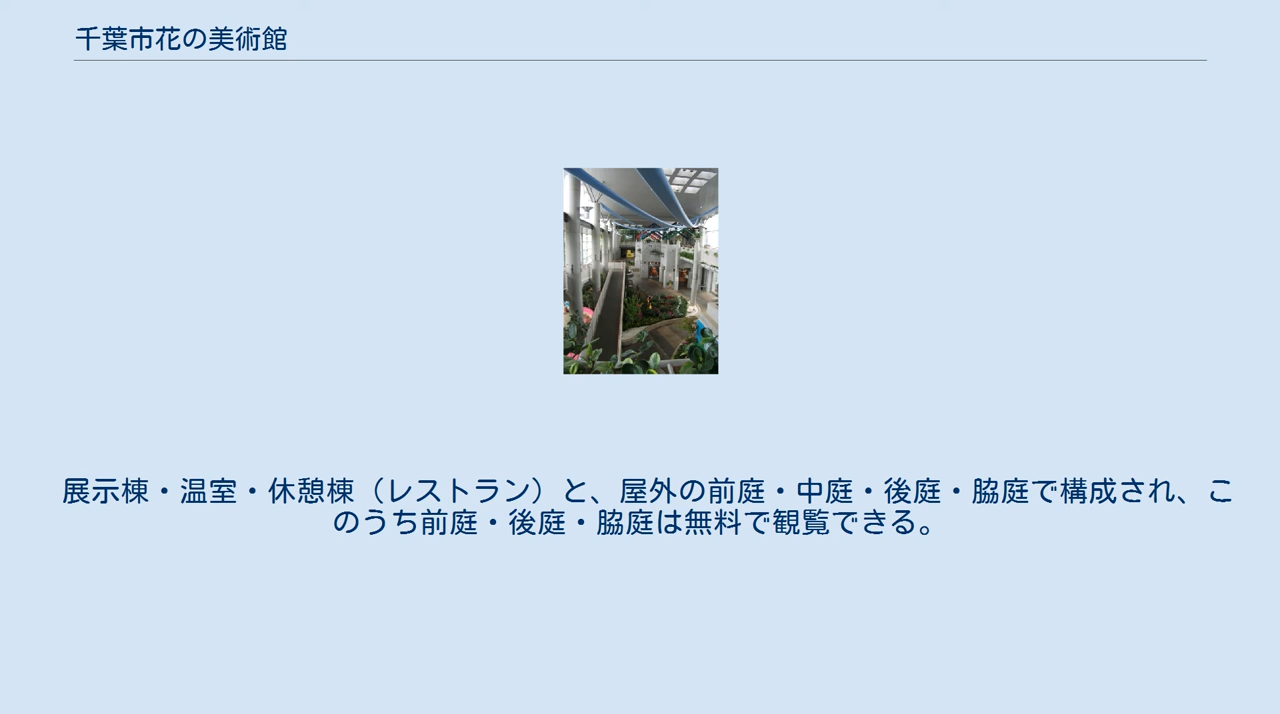 千葉市花の美術館
展示棟・温室・休憩棟（レストラン）と、屋外の前庭・中庭・後庭・脇庭で構成され、こ
のうち前庭・後庭・脇庭は無料で観覧できる。